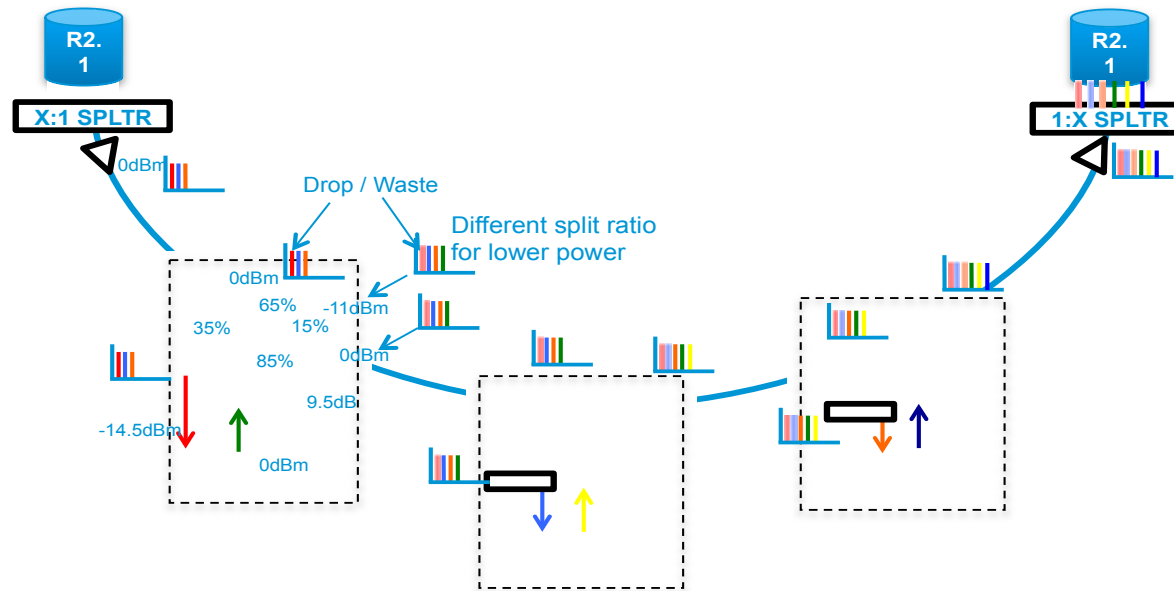 R2.
1
X:1 SPLTR
0dBm
R2.
1
1:X SPLTR
Drop / Waste
Different split ratio
for lower power
0dBm
65%
-11dBm
35%
15%
85%
0dBm
9.5dB
-14.5dBm
0dBm